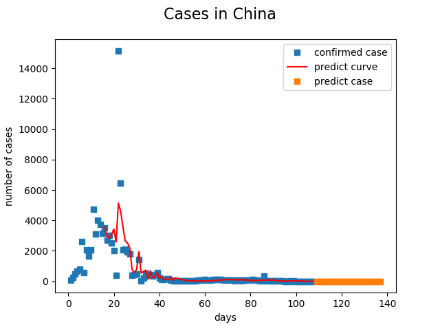 Cases in China
confirmed case
predict curve
predict case
number of cases
14000
12000
10000
8000
6000
4000
2000
0
0 20 40 60 80 100 120 140
days